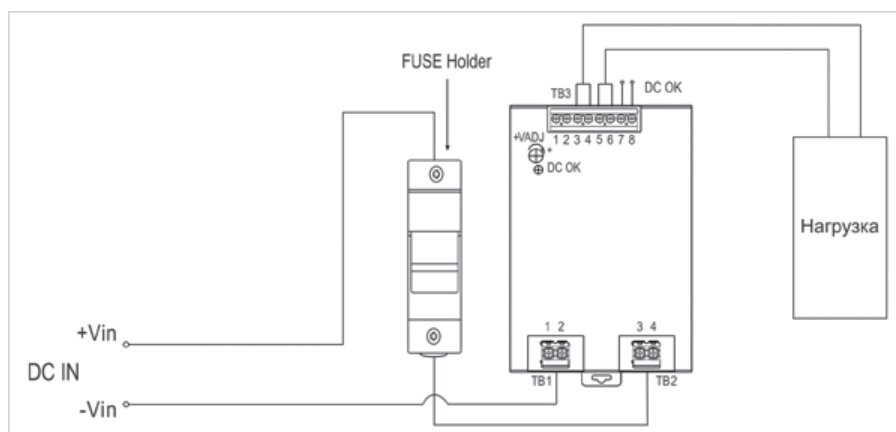 FUSE Holder
TB3
DC OK
1 2 3 4 5 6 7 8
+VADJ
+
DC OK
Нагрузка
+Vin
DC IN
-Vin
1 2
3 4
TB1
TB2